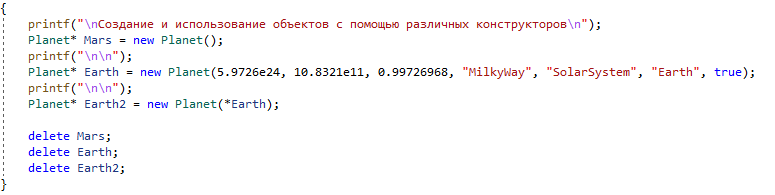 {
printf("\nСоздание и использование объектов с помощью различных конструкторов\n");
Planet* Mars = new Planet();
printf("\n\n");
Planet* Earth = new Planet(5.9726e24, 10.8321e11, 0.99726968, "MilkyWay", "SolarSystem", "Earth", true);
printf("\n\n");
Planet* Earth2 = new Planet(*Earth);
delete Mars;
delete Earth;
delete Earth2;
}